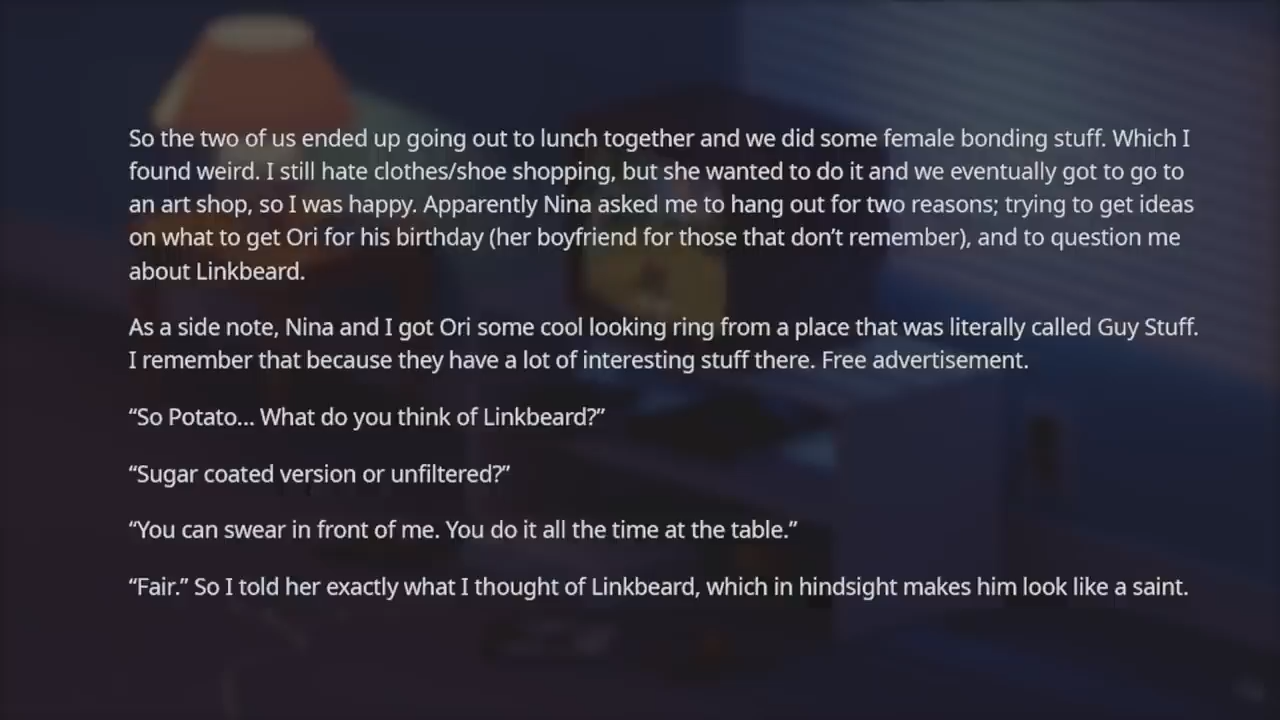 So the two of us ended up going out to lunch together and we did some female bonding stuff. Which I
found weird. I still hate clothes/shoe shopping, but she wanted to do it and we eventually got to go to
an art shop, so I was happy. Apparently Nina asked me to hang out for two reasons; trying to get ideas
on what to get Ori for his birthday (her boyfriend for those that don’t remember), and to question me
about Linkbeard.
As a side note, Nina and I got Ori some cool looking ring from a place that was literally called Guy Stuff.
I remember that because they have a lot of interesting stuff there. Free advertisement.
“So Potato... What do you think of Linkbeard?”
“Sugar coated version or unfiltered?”
“You can swear in front of me. You do it all the time at the table.”
“Fair.” So I told her exactly what I thought of Linkbeard, which in hindsight makes him look like a saint.